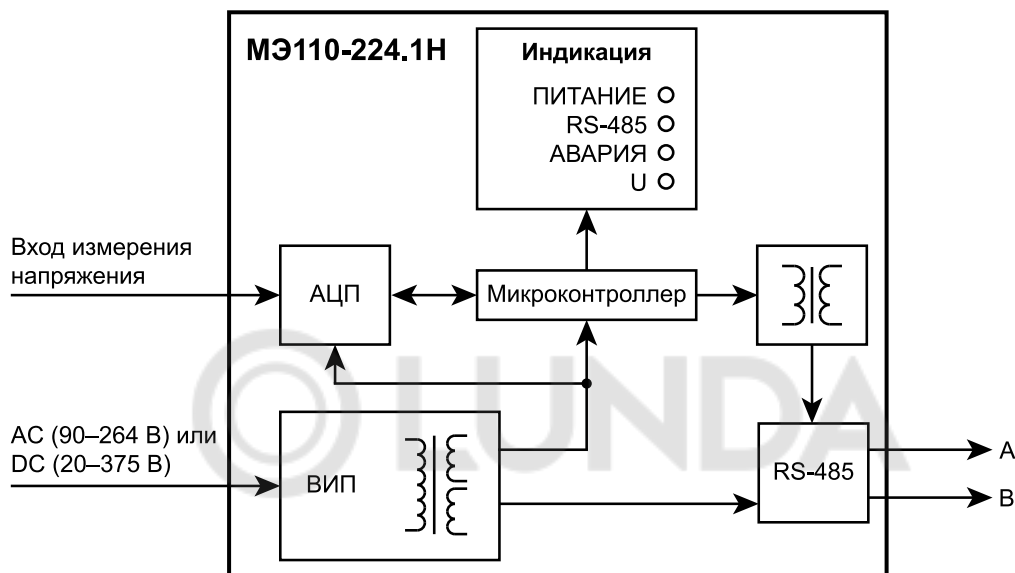 МЭ110-224.1Н
Индикация
ПИТАНИЕ
RS-485
АВАРИЯ
U
Вход измерения
напряжения
АЦП
Микроконтроллер
LUNDA
AC (90–264 В) или
DC (20–375 В)
ВИП
RS-485
A
B